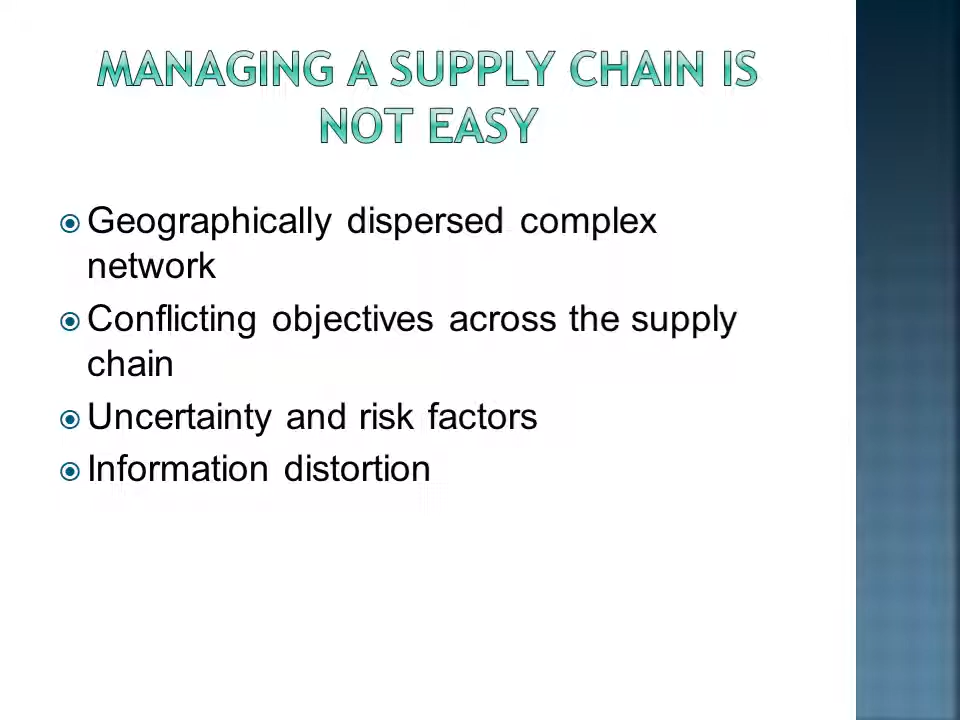 MANAGING A SUPPLY CHAIN IS
NOT EASY
Geographically dispersed complex
network
Conflicting objectives across the supply
chain
Uncertainty and risk factors
Information distortion